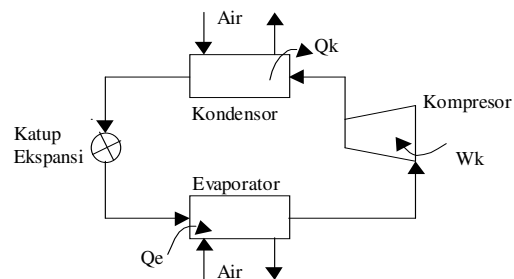 Air
Qk
Kompresor
Kondensor
Katup
Ekspansi
Wk
Evaporator
Qe
Air